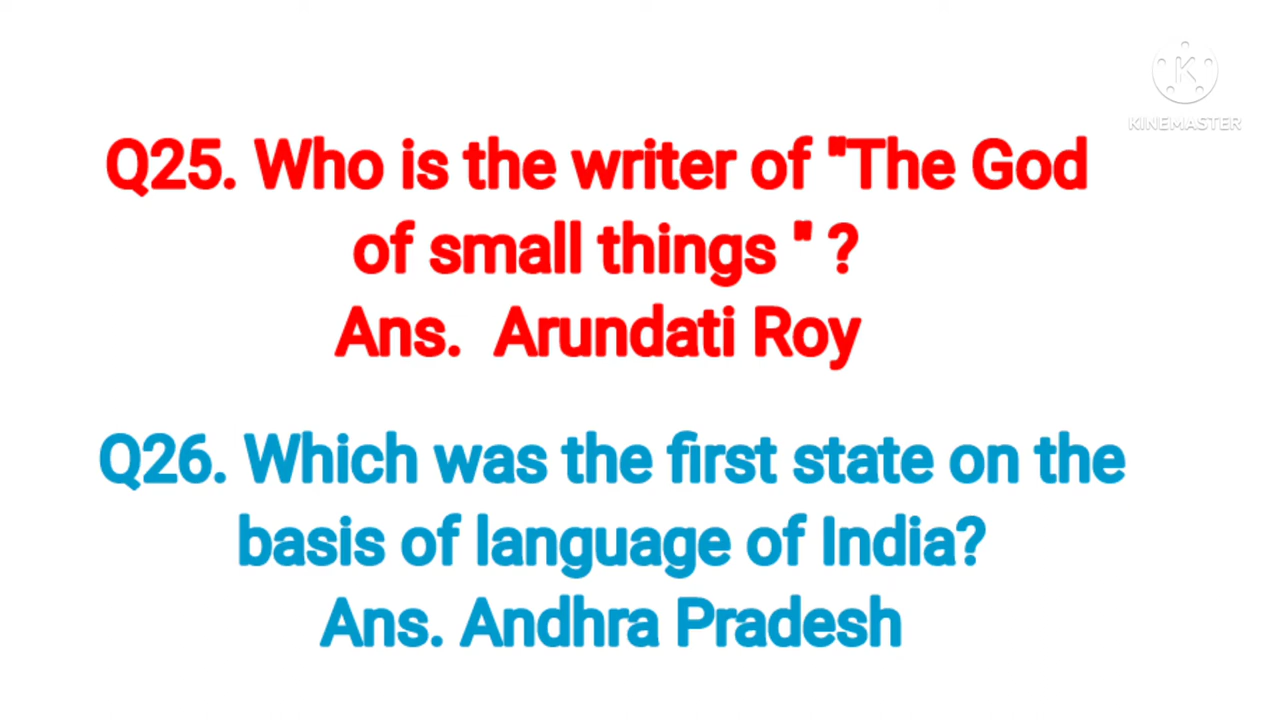 KINEMASTER
Q25. Who is the writer of "The God
of small things " ?
Ans. Arundati Roy
Q26. Which was the first state on the
basis of language of India?
Ans. Andhra Pradesh